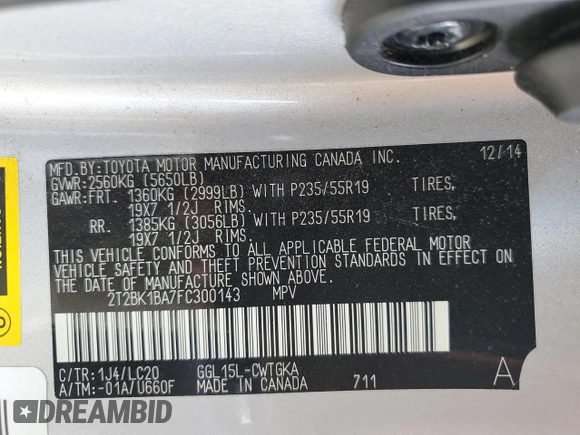 MFD.BY:TOYOTA MOTOR MANUFACTURING CANADA INC. 12/14
GVWR:2560KG (5650LB)
GAWR:FRT. 1360KG (2999LB) WITH P235/55R19 TIRES,
19X7 1/2J RIMS.
RR. 1385KG (3056LB) WITH P235/55R19 TIRES,
19X7 1/2J RIMS.
THIS VEHICLE CONFORMS TO ALL APPLICABLE FEDERAL MOTOR
VEHICLE SAFETY AND THEFT PREVENTION STANDARDS IN EFFECT ON
THE DATE OF MANUFACTURE SHOWN ABOVE.
2T2BK1BA7FC300143 MPV
C/TR:1J4/LC20 GGL15L-CWTGKA
A/TM:-01A/U660F MADE IN CANADA 711 A
DREAMBID